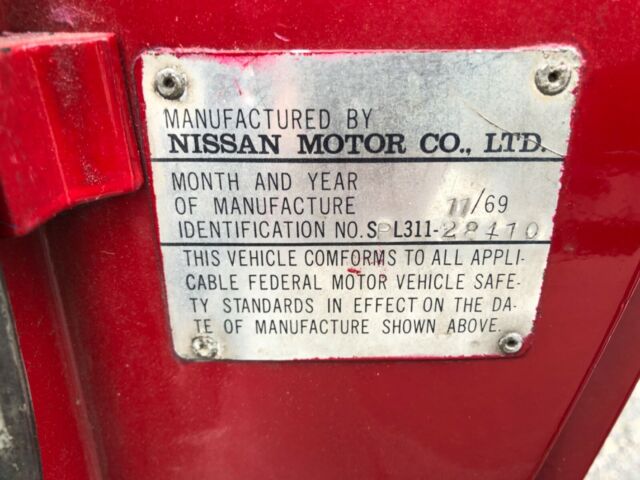 MANUFACTURED BY
NISSAN MOTOR CO., LTD.
MONTH AND YEAR
OF MANUFACTURE 11/69
IDENTIFICATION NO. SPL311-28410
THIS VEHICLE COMFORMS TO ALL APPLI-
CABLE FEDERAL MOTOR VEHICLE SAFE-
TY STANDARDS IN EFFECT ON THE DA-
TE OF MANUFACTURE SHOWN ABOVE.